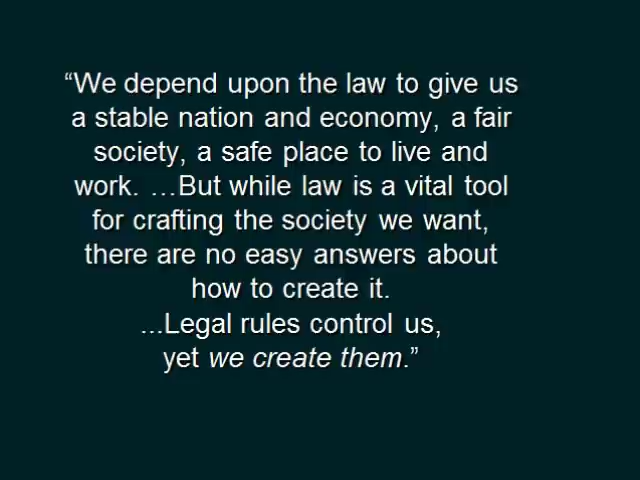 “We depend upon the law to give us
a stable nation and economy, a fair
society, a safe place to live and
work. …But while law is a vital tool
for crafting the society we want,
there are no easy answers about
how to create it.
...Legal rules control us,
yet we create them.”